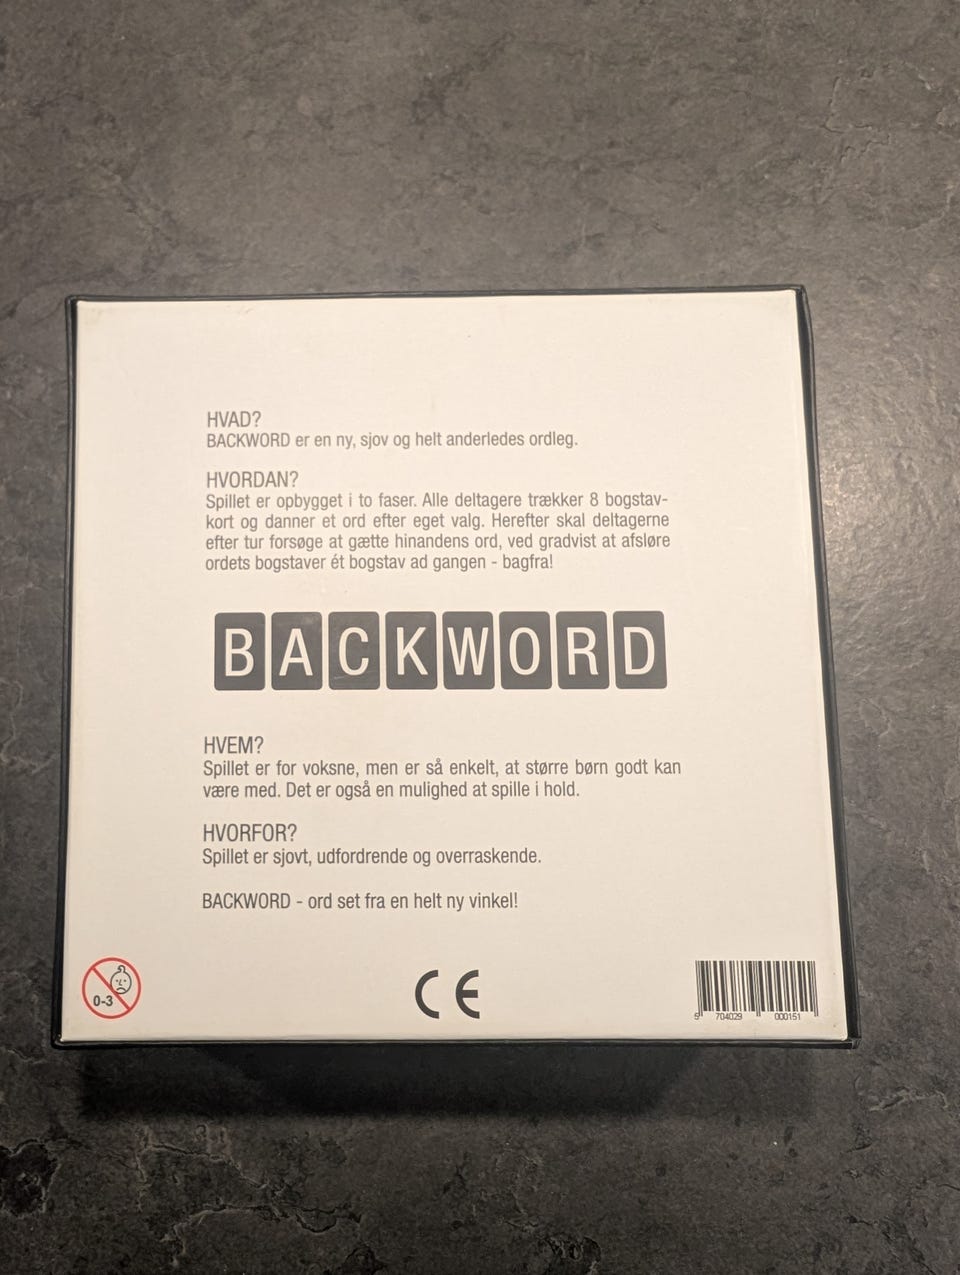 HVAD?
BACKWORD er en ny, sjov og helt anderledes ordleg.
HVORDAN?
Spillet er opbygget i to faser. Alle deltagere trækker 8 bogstav-
kort og danner et ord efter eget valg. Herefter skal deltagerne
efter tur forsøge at gætte hinandens ord, ved gradvist at afsløre
ordets bogstaver ét bogstav ad gangen - bagfra!
BACKWORD
HVEM?
Spillet er for voksne, men er så enkelt, at større børn godt kan
være med. Det er også en mulighed at spille i hold.
HVORFOR?
Spillet er sjovt, udfordrende og overraskende.
BACKWORD - ord set fra en helt ny vinkel!
0-3
CE
5 704029 000151